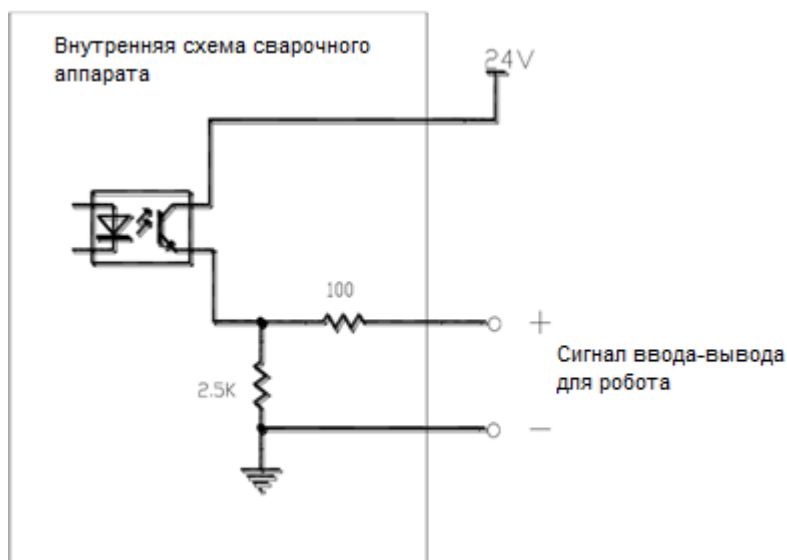 Внутренняя схема сварочного
аппарата
24V
100
+
Сигнал ввода-вывода
для робота
2.5K
−